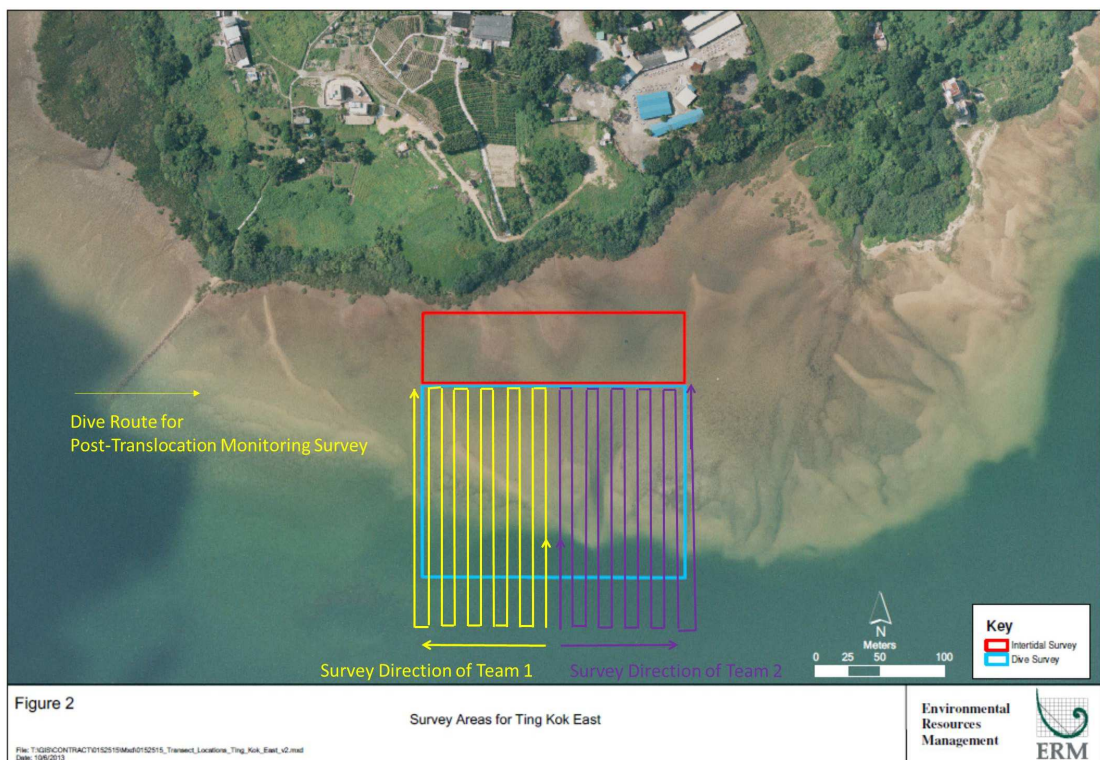 Dive Route for
Post-Translocation Monitoring Survey
Survey Direction of Team 1
Survey Direction of Team 2
N
Meters
0 25 50 100
Key
Intertidal Survey
Dive Survey
Figure 2
Survey Areas for Ting Kok East
File: T:\GIS\CONTRACT\0152515\Mxd\0152515_Transect_Locations_Ting_Kok_East_v2.mxd
Date: 10/6/2013
Environmental
Resources
Management
ERM